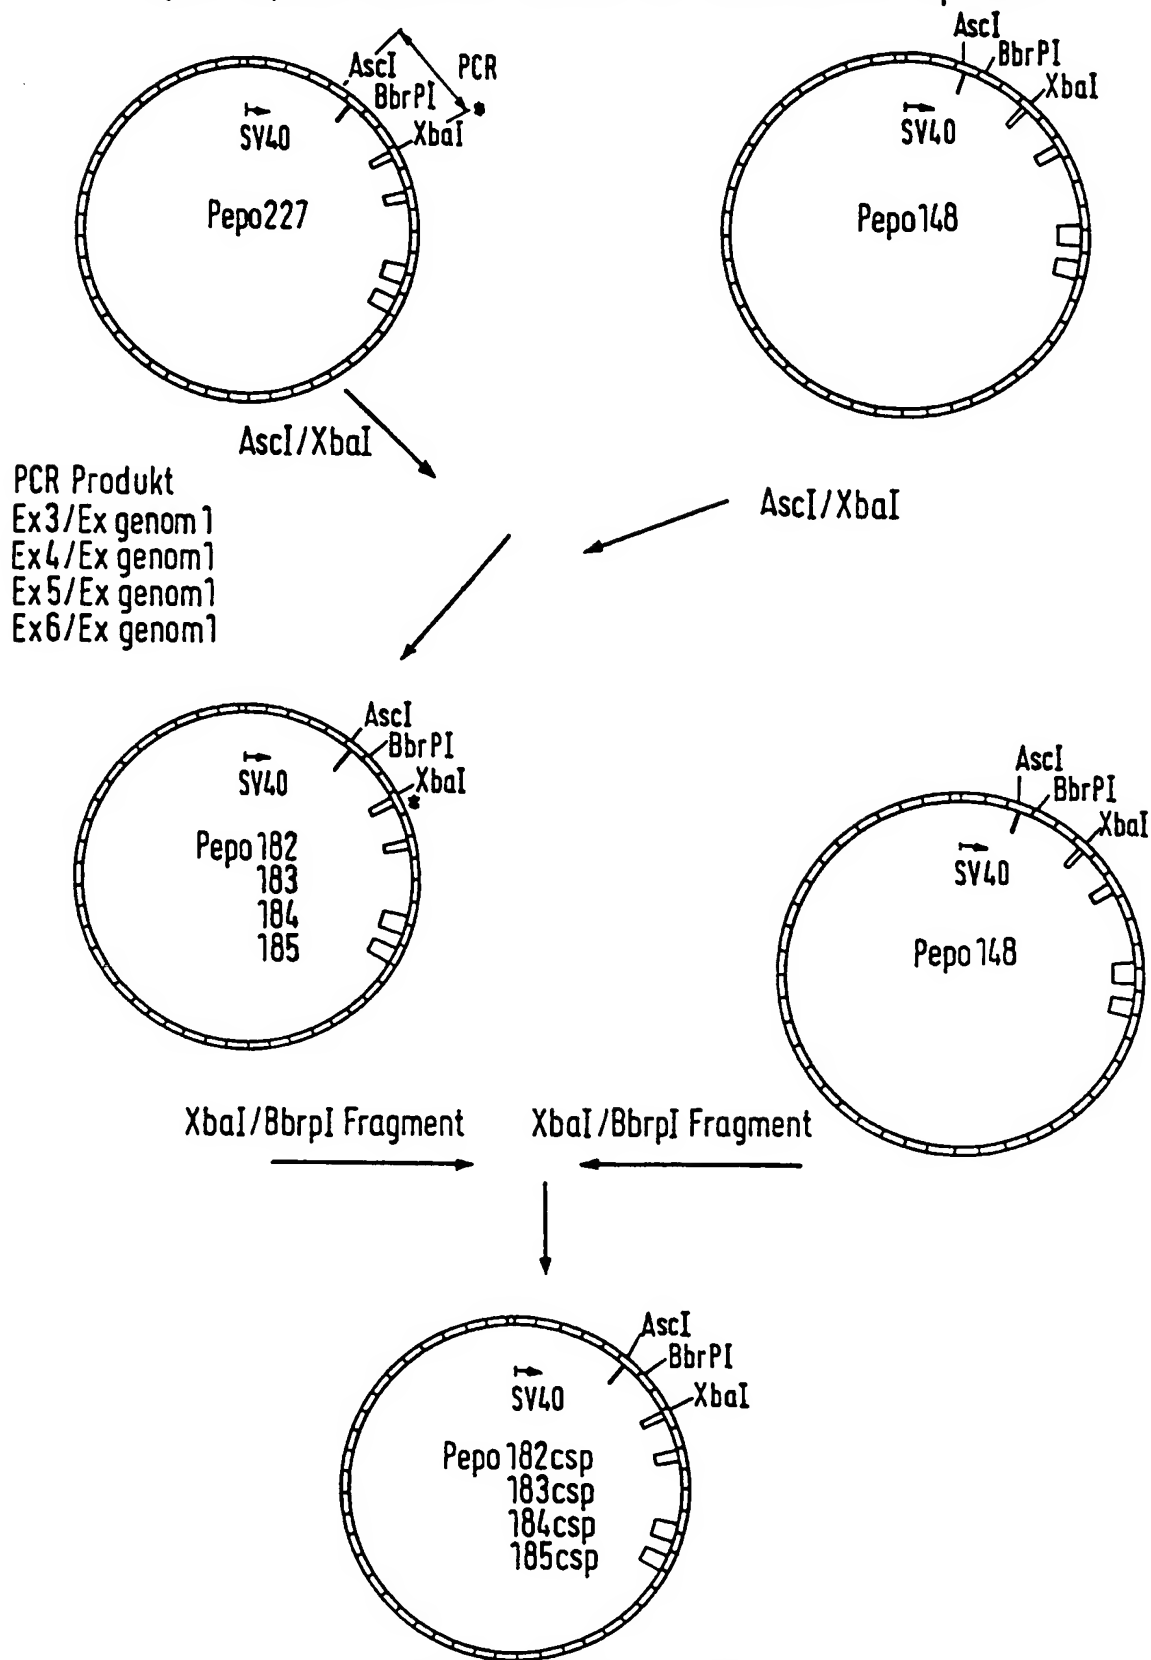 AscI
PCR
BbrPI
*
XbaI
SV40
Pepo227
AscI
BbrPI
XbaI
SV40
Pepo148
AscI/XbaI
PCR Produkt
Ex3/Ex genom1
Ex4/Ex genom1
Ex5/Ex genom1
Ex6/Ex genom1
AscI/XbaI
AscI
BbrPI
XbaI
*
SV40
Pepo182
183
184
185
AscI
BbrPI
XbaI
SV40
Pepo148
XbaI/BbrpI Fragment
XbaI/BbrpI Fragment
AscI
BbrPI
XbaI
SV40
Pepo182csp
183csp
184csp
185csp